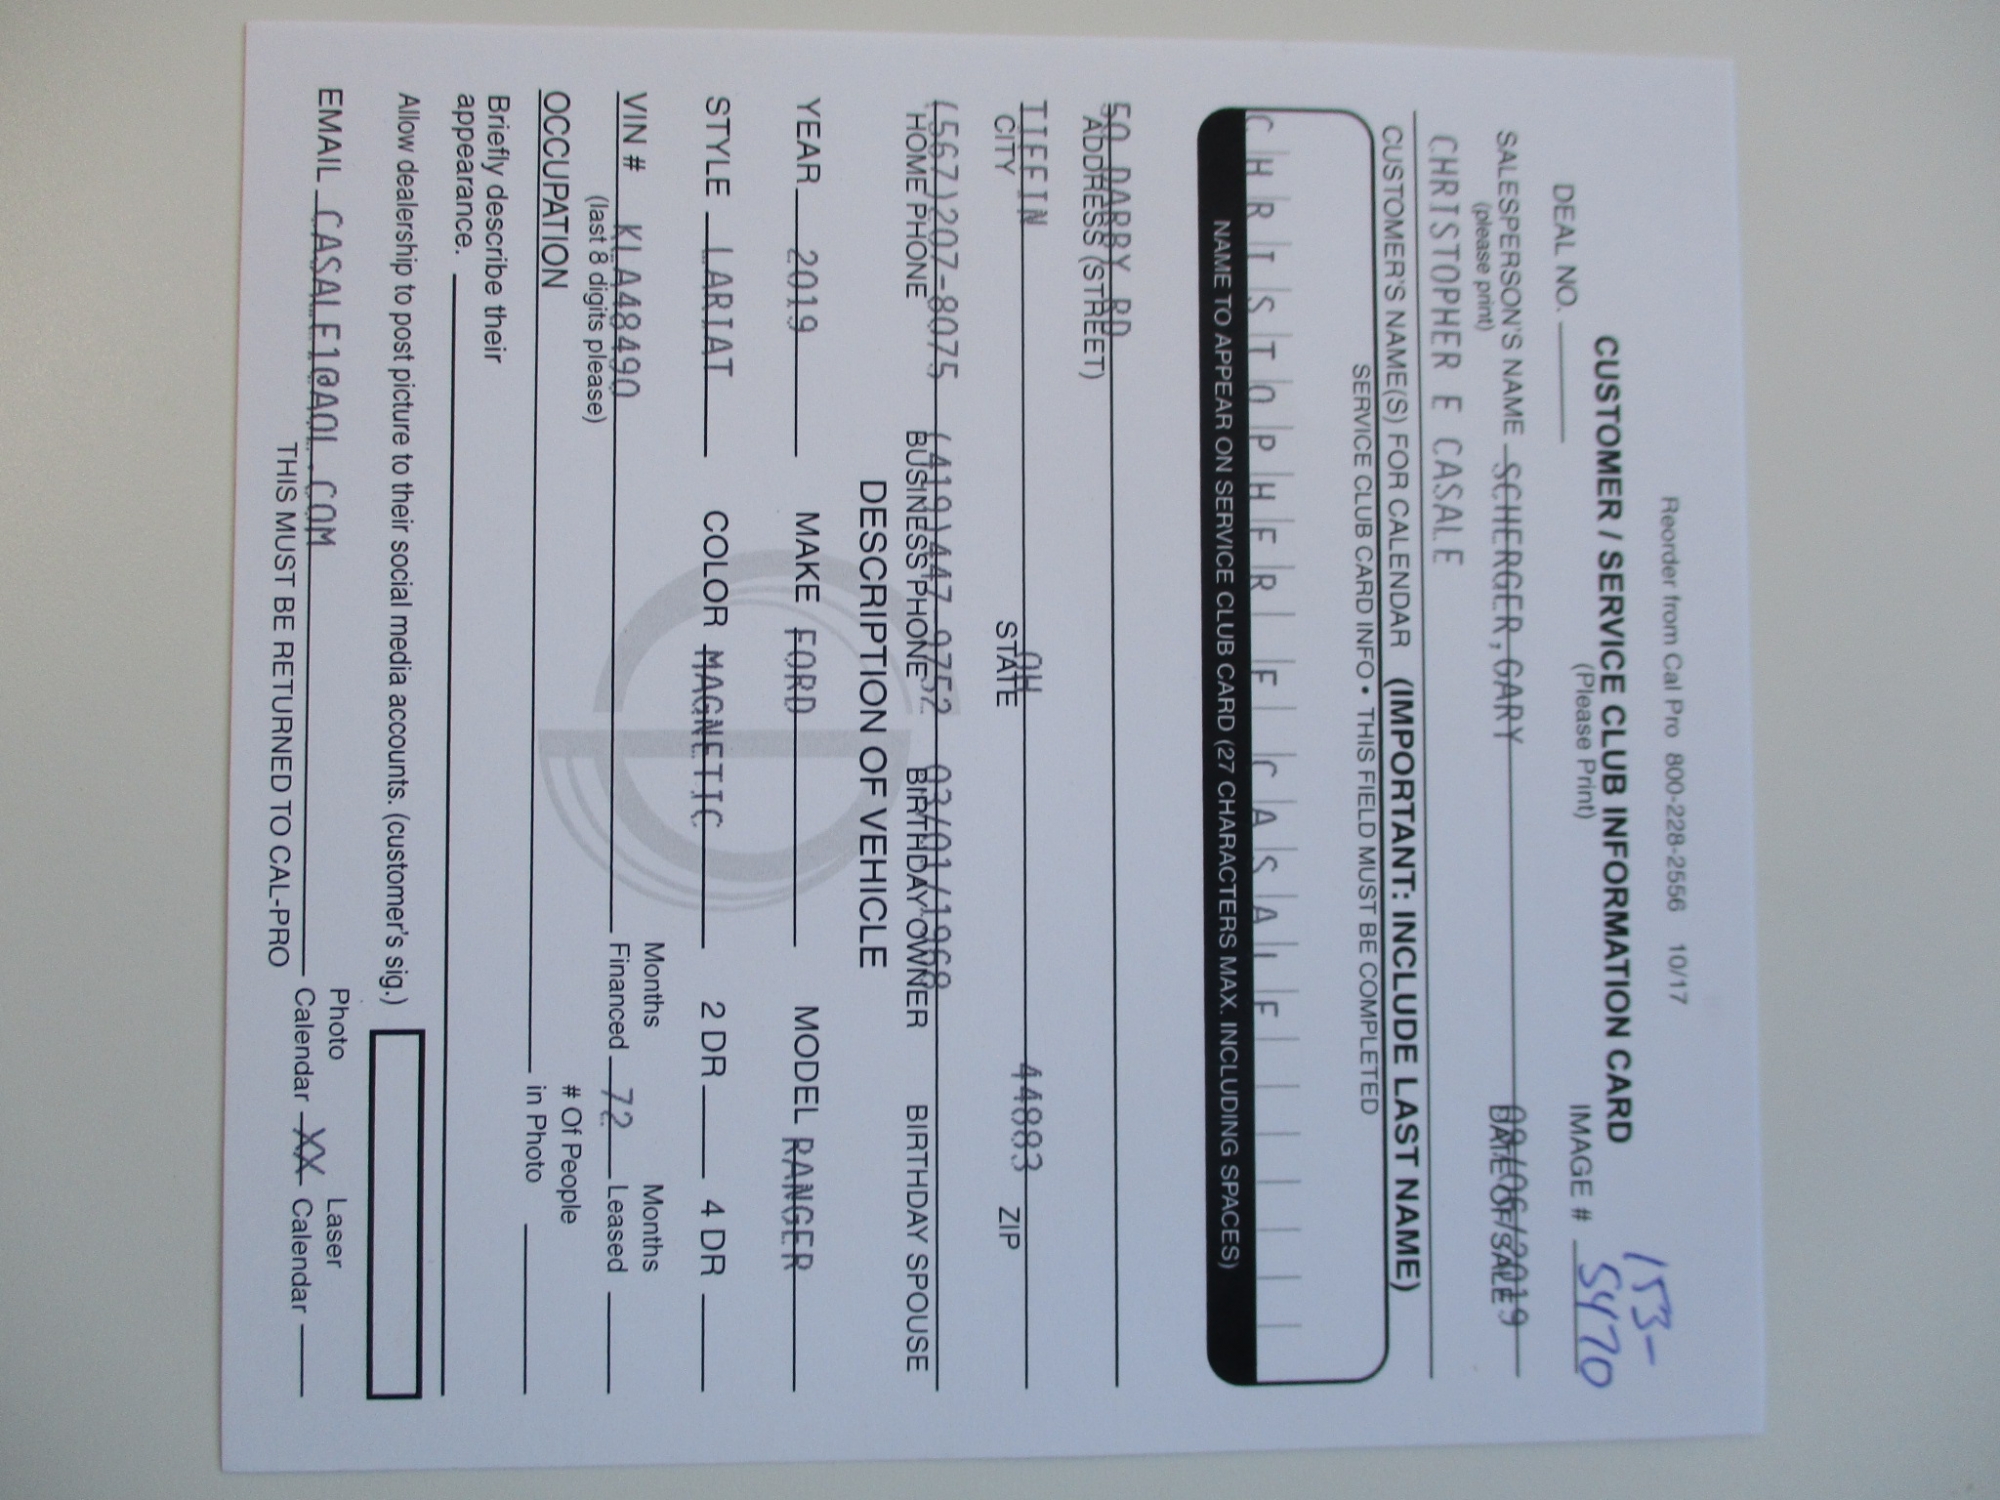 Reorder from Cal Pro 800-228-2556 10/17
153-
CUSTOMER / SERVICE CLUB INFORMATION CARD
(Please Print)
DEAL NO. IMAGE # 5470
SALESPERSON'S NAME SCHERGER, GARY 09/06/2019
(please print) DATE OF SALE
CHRISTOPHER E CASALE
CUSTOMER'S NAME(S) FOR CALENDAR (IMPORTANT: INCLUDE LAST NAME)
SERVICE CLUB CARD INFO • THIS FIELD MUST BE COMPLETED
CHRISTOPHER E CASALE
NAME TO APPEAR ON SERVICE CLUB CARD (27 CHARACTERS MAX. INCLUDING SPACES)
50 DARBY RD
ADDRESS (STREET)
TIFFIN OH 44883
CITY STATE ZIP
(567)207-8075 (419)447-9752 03/01/1968
HOME PHONE BUSINESS PHONE BIRTHDAY OWNER BIRTHDAY SPOUSE
DESCRIPTION OF VEHICLE
YEAR 2019 MAKE FORD MODEL RANGER
STYLE LARIAT COLOR MAGNETIC 2 DR 4 DR
Months Months
VIN # KLA48490 Financed 72 Leased
(last 8 digits please)
# Of People
OCCUPATION in Photo
Briefly describe their
appearance.
Allow dealership to post picture to their social media accounts. (customer's sig.)
Photo Laser
EMAIL CASALE1@AOL.COM Calendar XX Calendar
THIS MUST BE RETURNED TO CAL-PRO